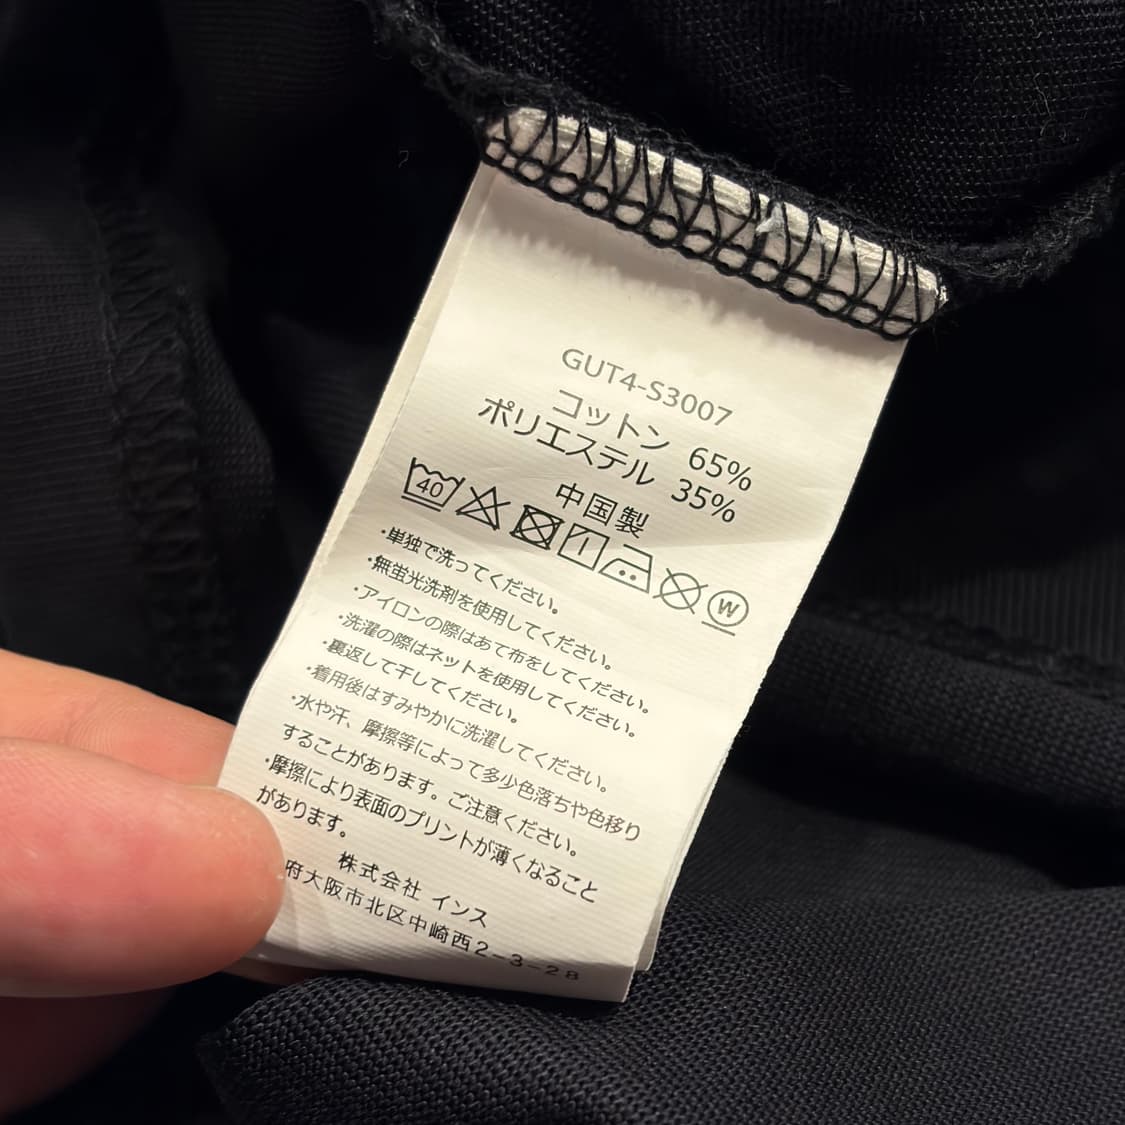 GUT4-S3007
コットン 65%
ポリエステル 35%
中国製
40 W
・単独で洗ってください。
・無蛍光洗剤を使用してください。
・アイロンの際はあて布をしてください。
・洗濯の際はネットを使用してください。
・裏返して干してください。
・着用後はすみやかに洗濯してください。
・水や汗、摩擦等によって多少色落ちや色移り
することがあります。ご注意ください。
・摩擦により表面のプリントが薄くなること
があります。
株式会社 インス
府大阪市北区中崎西2-3-28